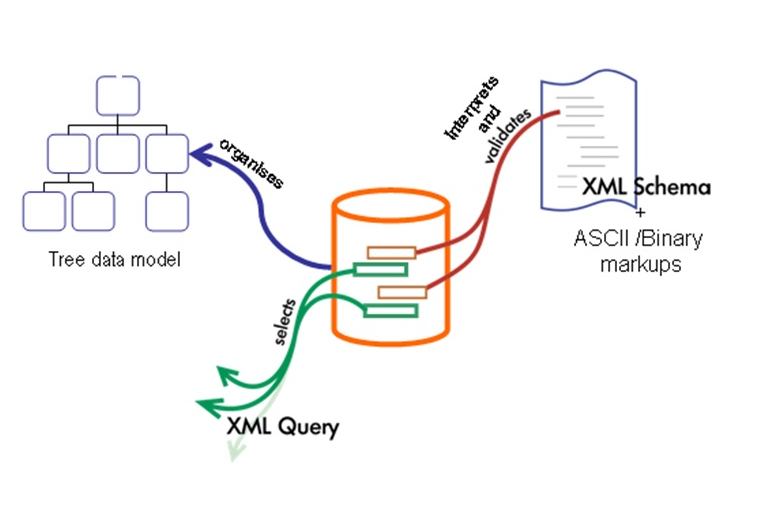 organises
Tree data model
Interprets
and
validates
XML Schema
+
ASCII /Binary
markups
selects
XML Query